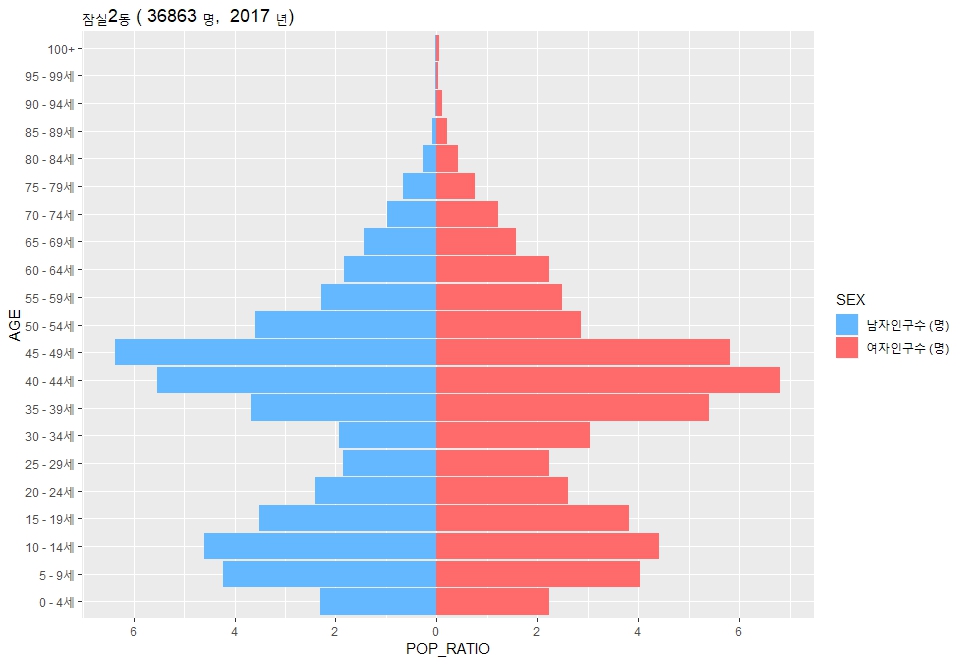 잠실2동 ( 36863 명,  2017 년)
AGE
100+
95 - 99세
90 - 94세
85 - 89세
80 - 84세
75 - 79세
70 - 74세
65 - 69세
60 - 64세
55 - 59세
50 - 54세
45 - 49세
40 - 44세
35 - 39세
30 - 34세
25 - 29세
20 - 24세
15 - 19세
10 - 14세
5 - 9세
0 - 4세
6 4 2 0 2 4 6
POP_RATIO
SEX
남자인구수 (명)
여자인구수 (명)